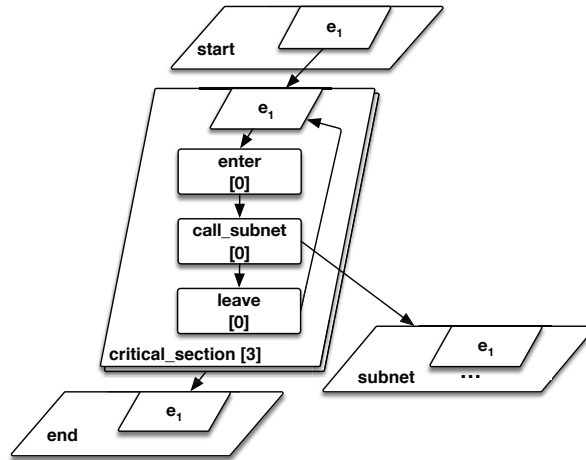 e1
start
e1
enter
[0]
call_subnet
[0]
leave
[0]
critical_section [3]
e1
subnet
...
e1
end